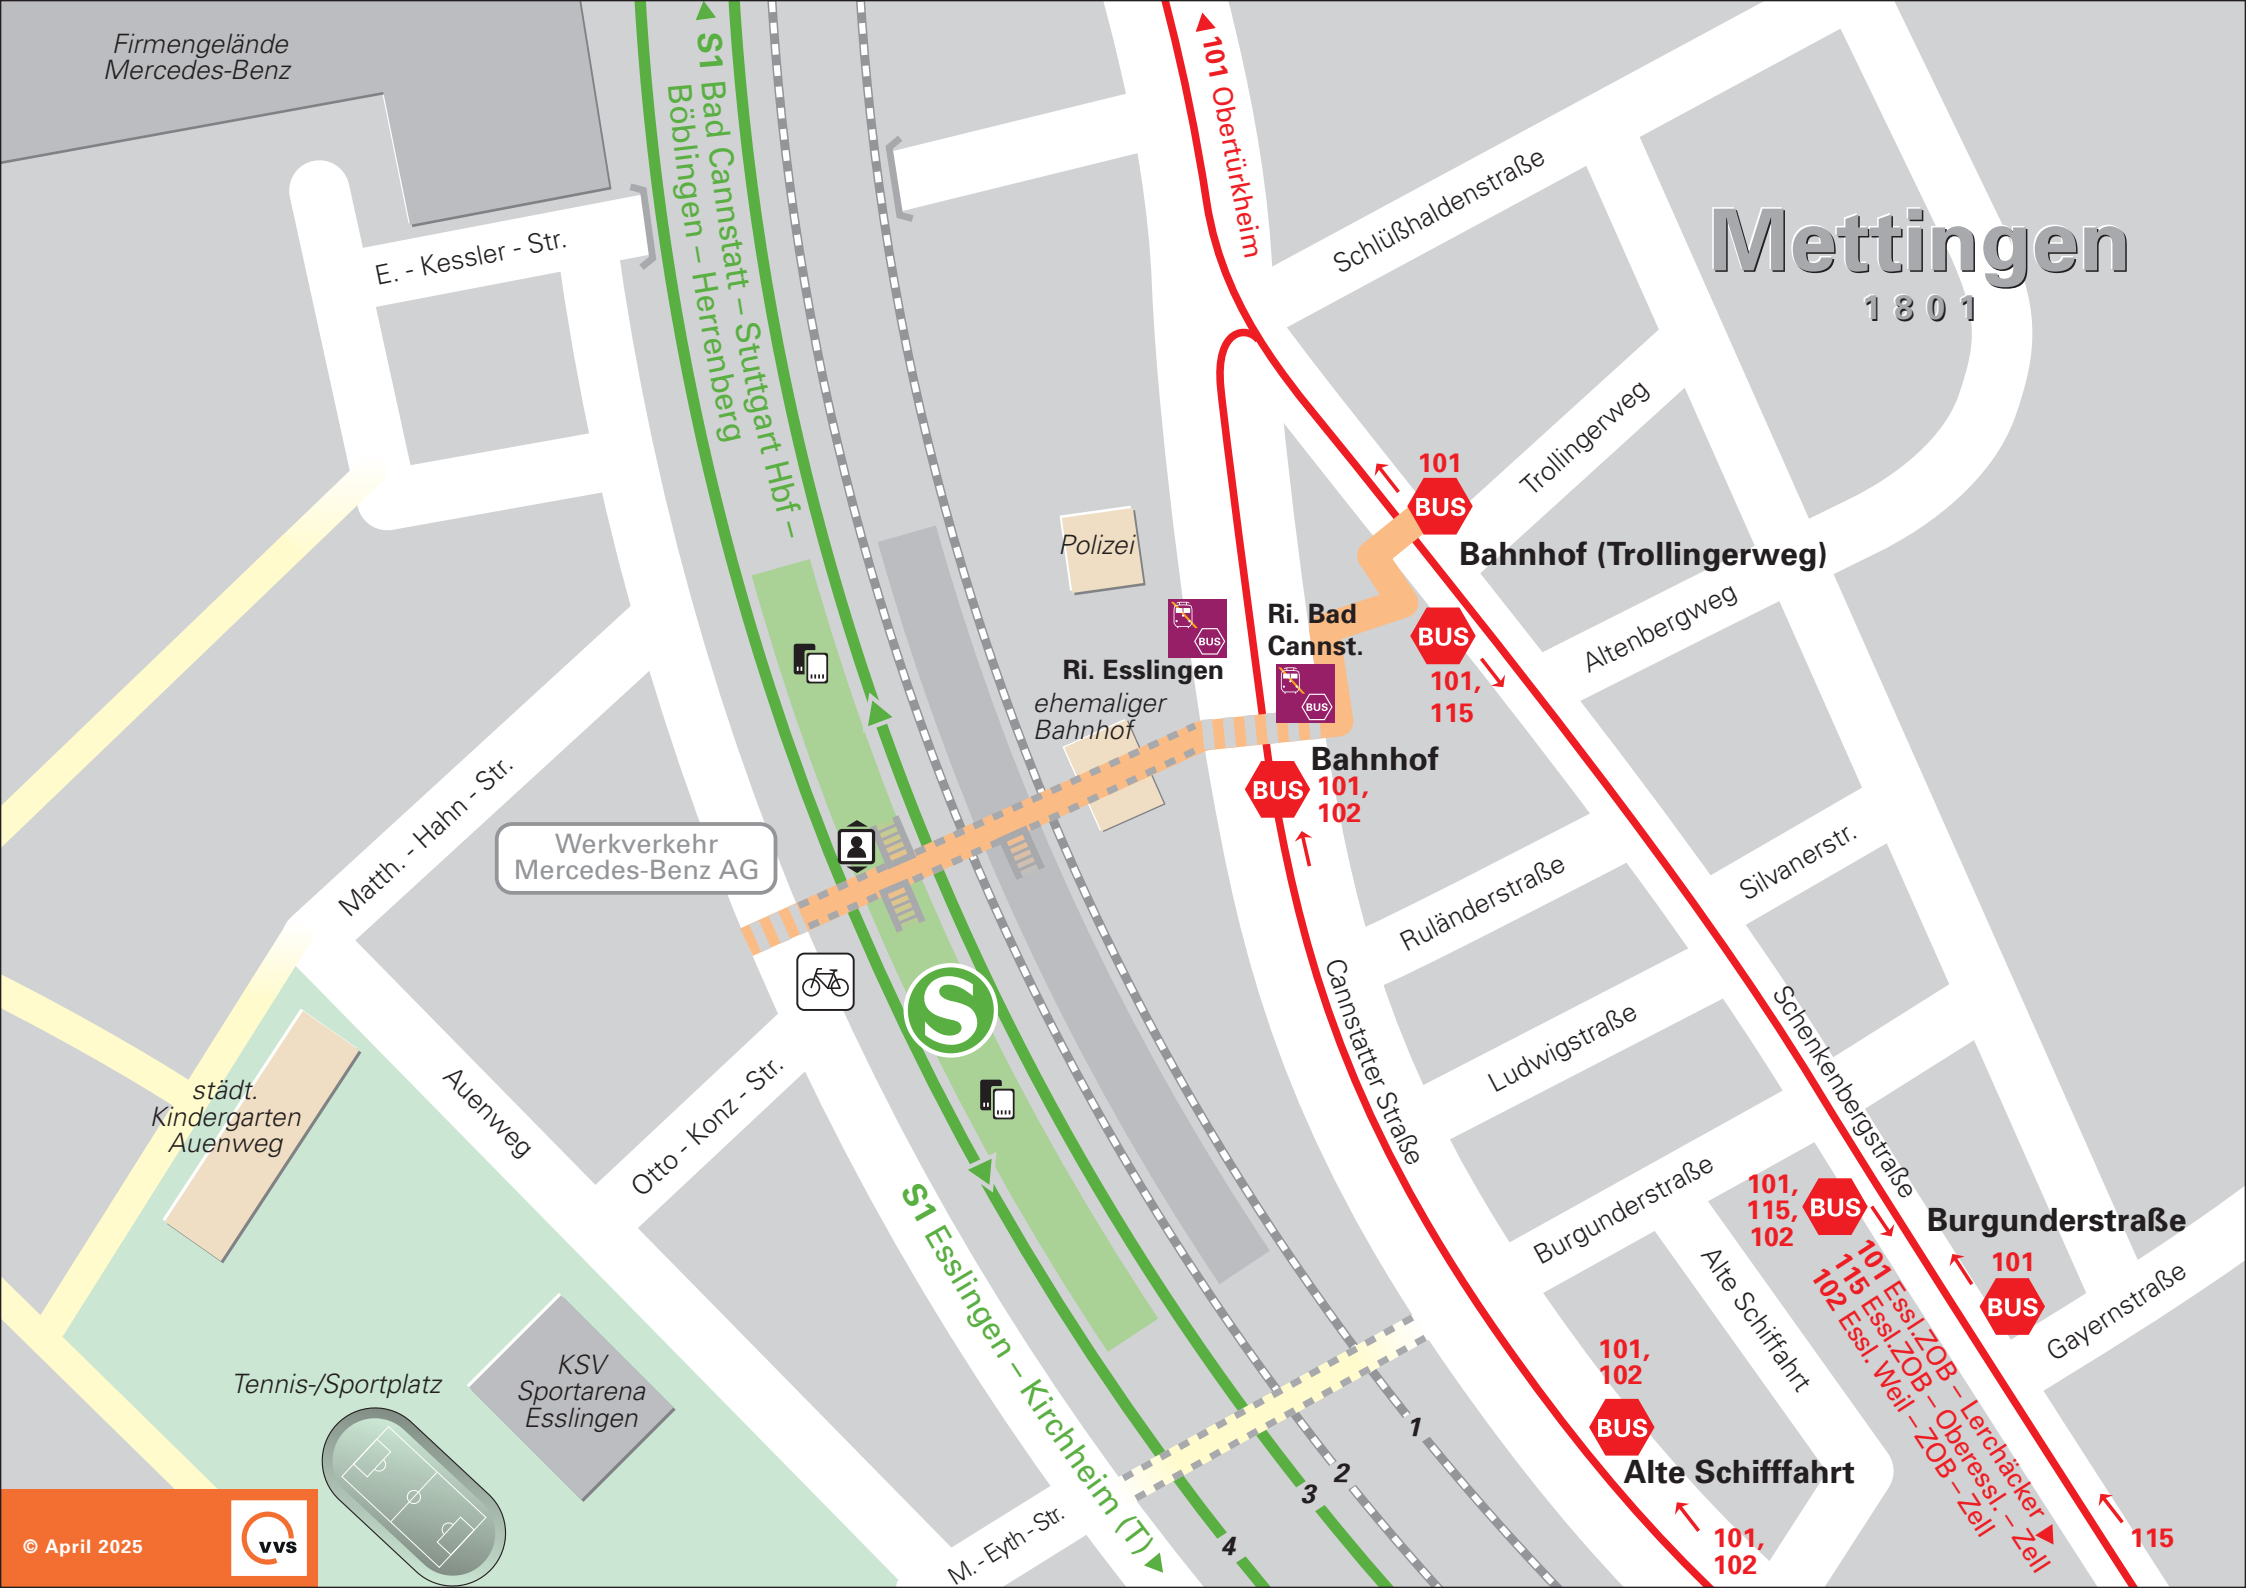 Firmengelände
Mercedes-Benz
E. - Kessler - Str.
S1 Bad Cannstatt – Stuttgart Hbf –
Böblingen – Herrenberg
101 Obertürkheim
Schlüßhaldenstraße
Mettingen
1801
Trollingerweg
101
BUS
Bahnhof (Trollingerweg)
Polizei
Altenbergweg
BUS
Ri. Esslingen
Ri. Bad
Cannst.
BUS
BUS
101,
115
ehemaliger
Bahnhof
Bahnhof
BUS
101,
102
Matth. - Hahn - Str.
Werkverkehr
Mercedes-Benz AG
Silvanerstr.
Ruländerstraße
S
Cannstatter Straße
Ludwigstraße
Schenkenbergstraße
städt.
Kindergarten
Auenweg
Auenweg
Otto - Konz - Str.
Burgunderstraße
101,
115,
102
BUS
Burgunderstraße
101
BUS
Gayernstraße
S1 Esslingen – Kirchheim (T)
Alte Schiffahrt
101 Essl.ZOB – Lerchäcker
115 Essl.ZOB – Oberessl. – Zell
102 Essl. Weil – ZOB – Zell
Tennis-/Sportplatz
KSV
Sportarena
Esslingen
101,
102
BUS
Alte Schifffahrt
1
2
3
4
M. - Eyth - Str.
101,
102
115
© April 2025
vvs